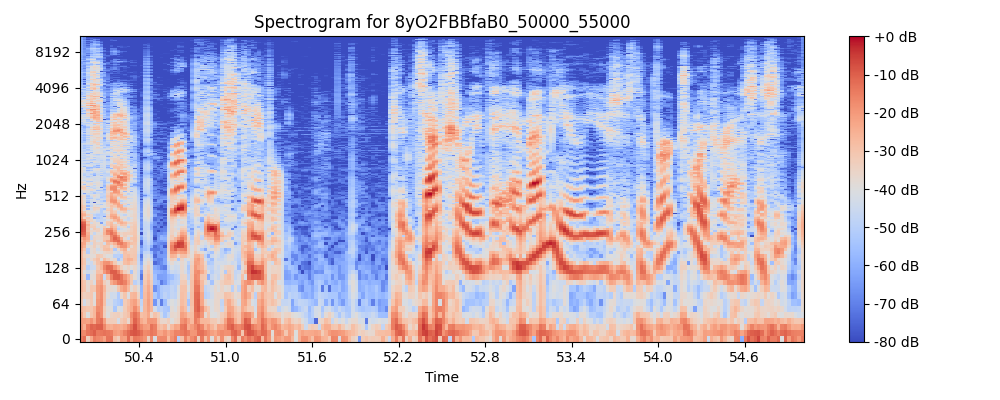 Spectrogram for 8yO2FBBfaB0_50000_55000
8192
4096
2048
1024
512
256
128
64
0
Hz
50.4 51.0 51.6 52.2 52.8 53.4 54.0 54.6
Time
+0 dB
-10 dB
-20 dB
-30 dB
-40 dB
-50 dB
-60 dB
-70 dB
-80 dB